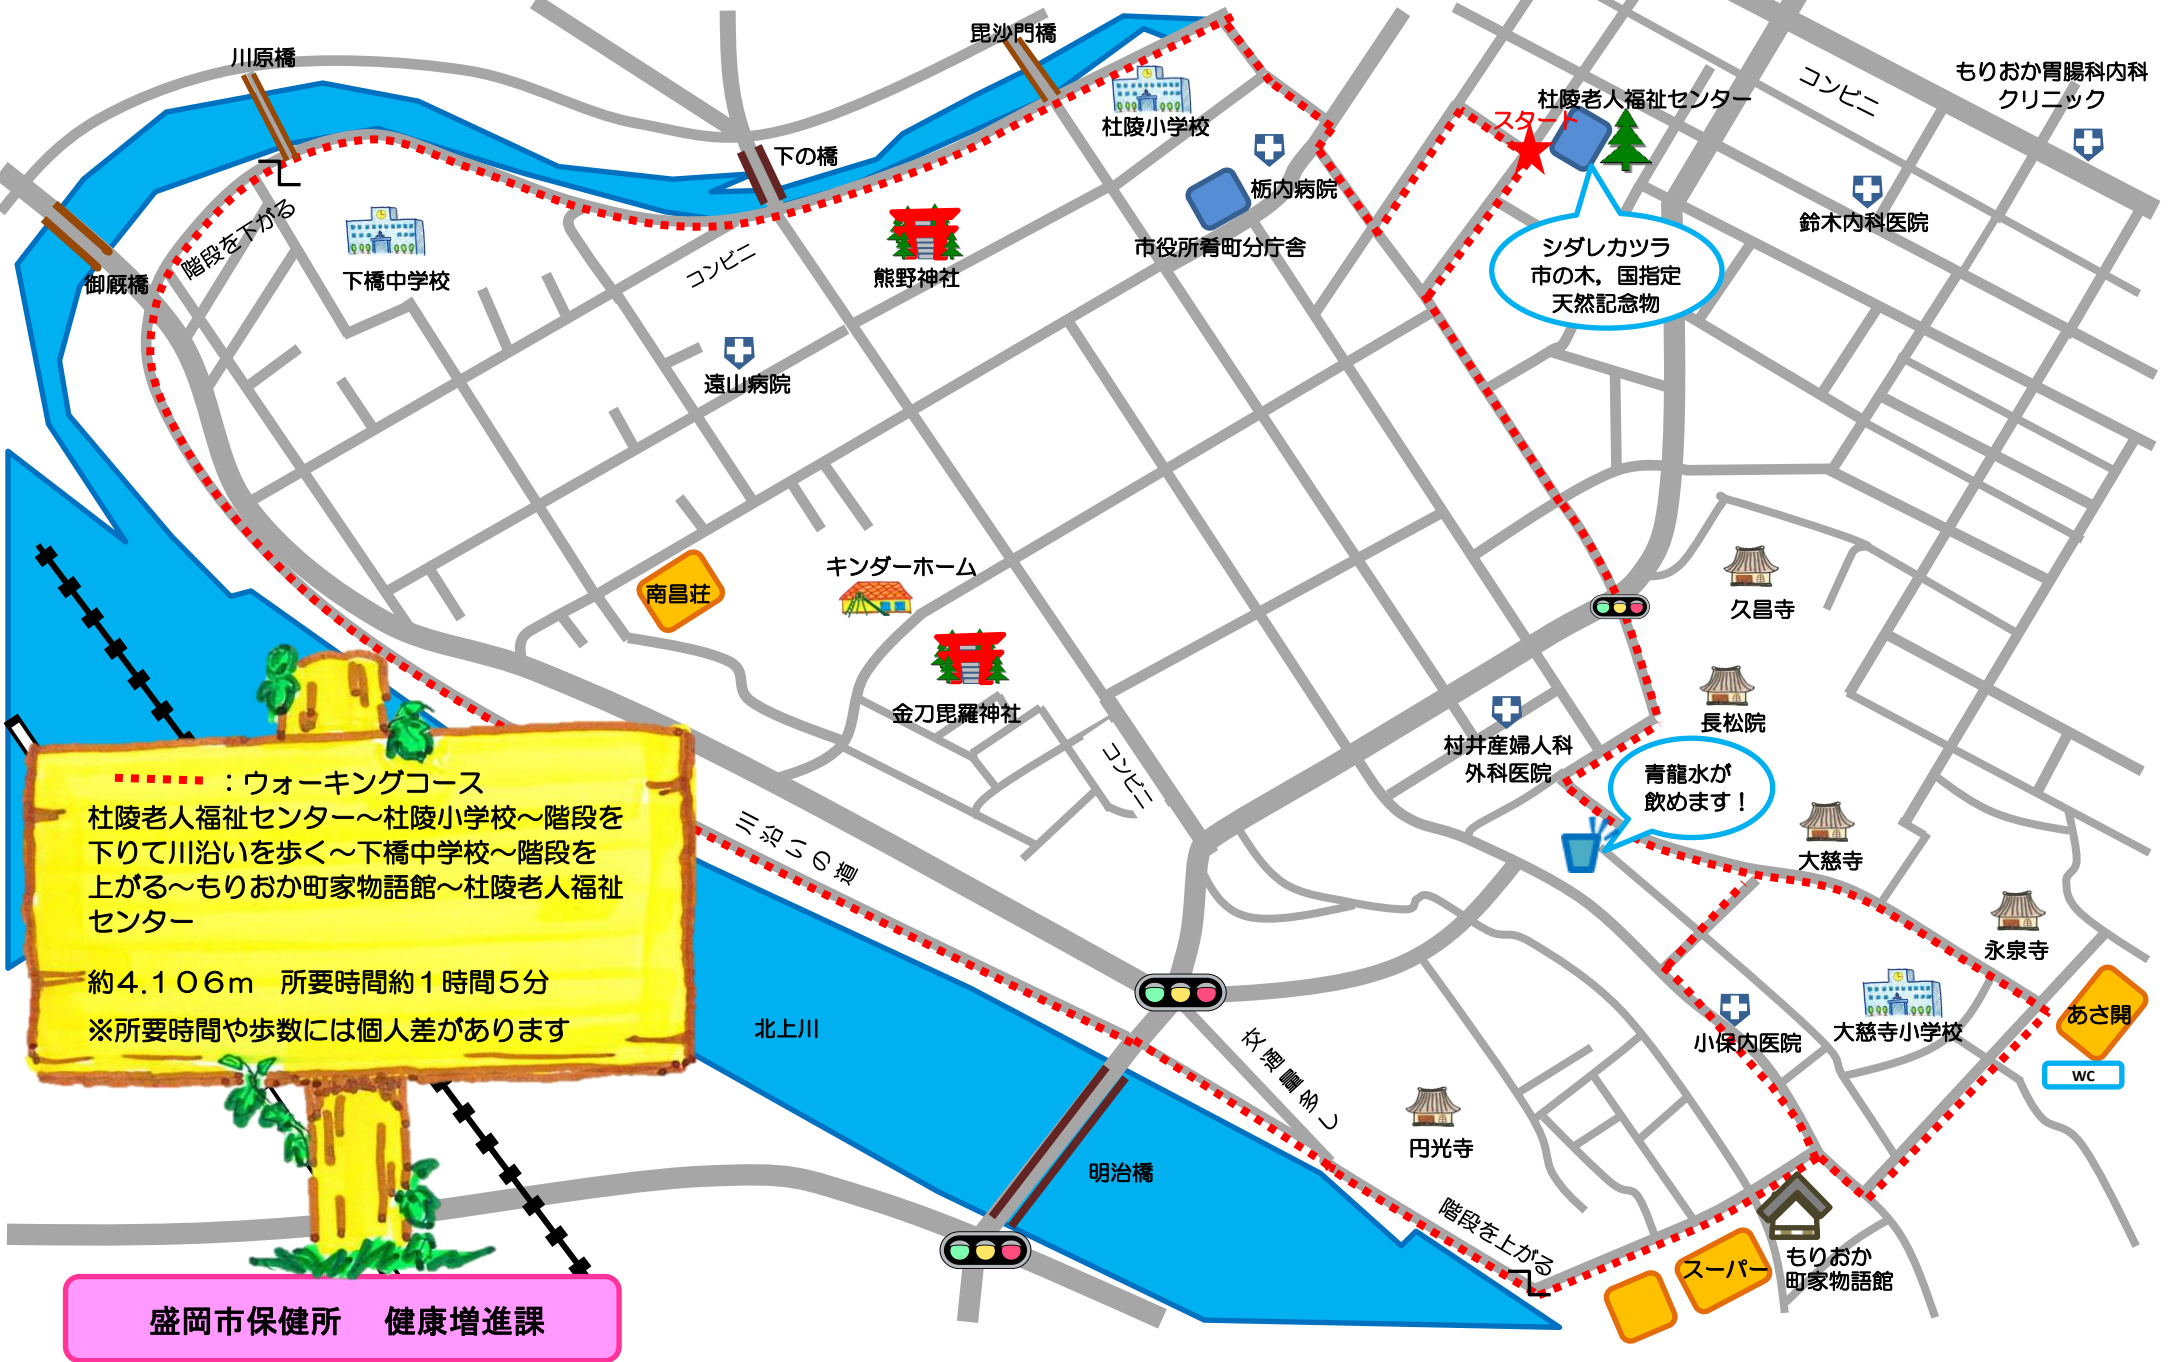 川原橋
毘沙門橋
杜陵小学校
下の橋
スタート
杜陵老人福祉センター
コンビニ
もりおか胃腸科内科
クリニック
栃内病院
鈴木内科医院
市役所肴町分庁舎
シダレカツラ
市の木，国指定
天然記念物
階段を下がる
御厩橋
下橋中学校
コンビニ
熊野神社
遠山病院
キンダーホーム
南昌荘
金刀毘羅神社
コンビニ
久昌寺
長松院
村井産婦人科
外科医院
青龍水が
飲めます！
大慈寺
永泉寺
あさ開
WC
大慈寺小学校
小保内医院
川沿いの道
北上川
交通量多し
円光寺
明治橋
階段を上がる
スーパー
もりおか
町家物語館
：ウォーキングコース
杜陵老人福祉センター～杜陵小学校～階段を
下りて川沿いを歩く～下橋中学校～階段を
上がる～もりおか町家物語館～杜陵老人福祉
センター
約４.１０６ｍ　所要時間約１時間５分
※所要時間や歩数には個人差があります
盛岡市保健所　健康増進課